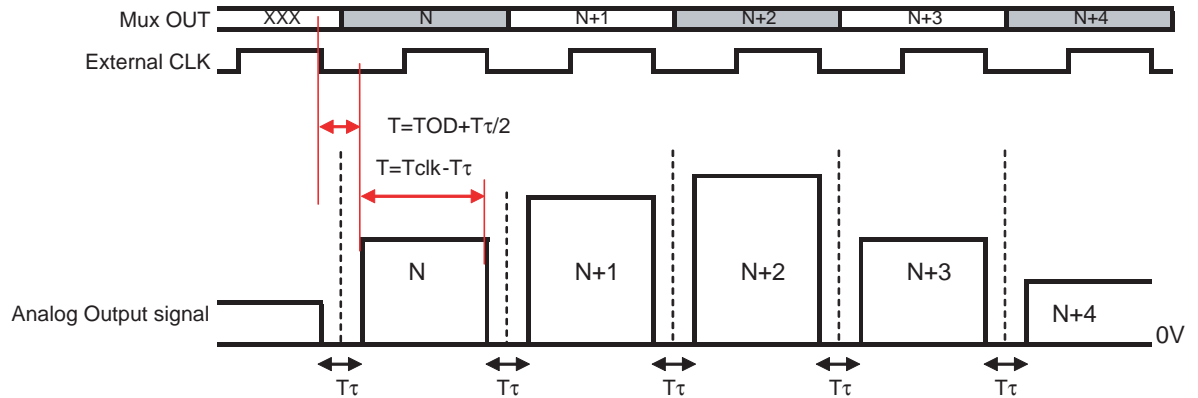 Mux OUT XXX N N+1 N+2 N+3 N+4
External CLK
T=TOD+Tτ/2
T=Tclk-Tτ
N N+1 N+2 N+3 N+4
Analog Output signal 0V
Tτ Tτ Tτ Tτ Tτ